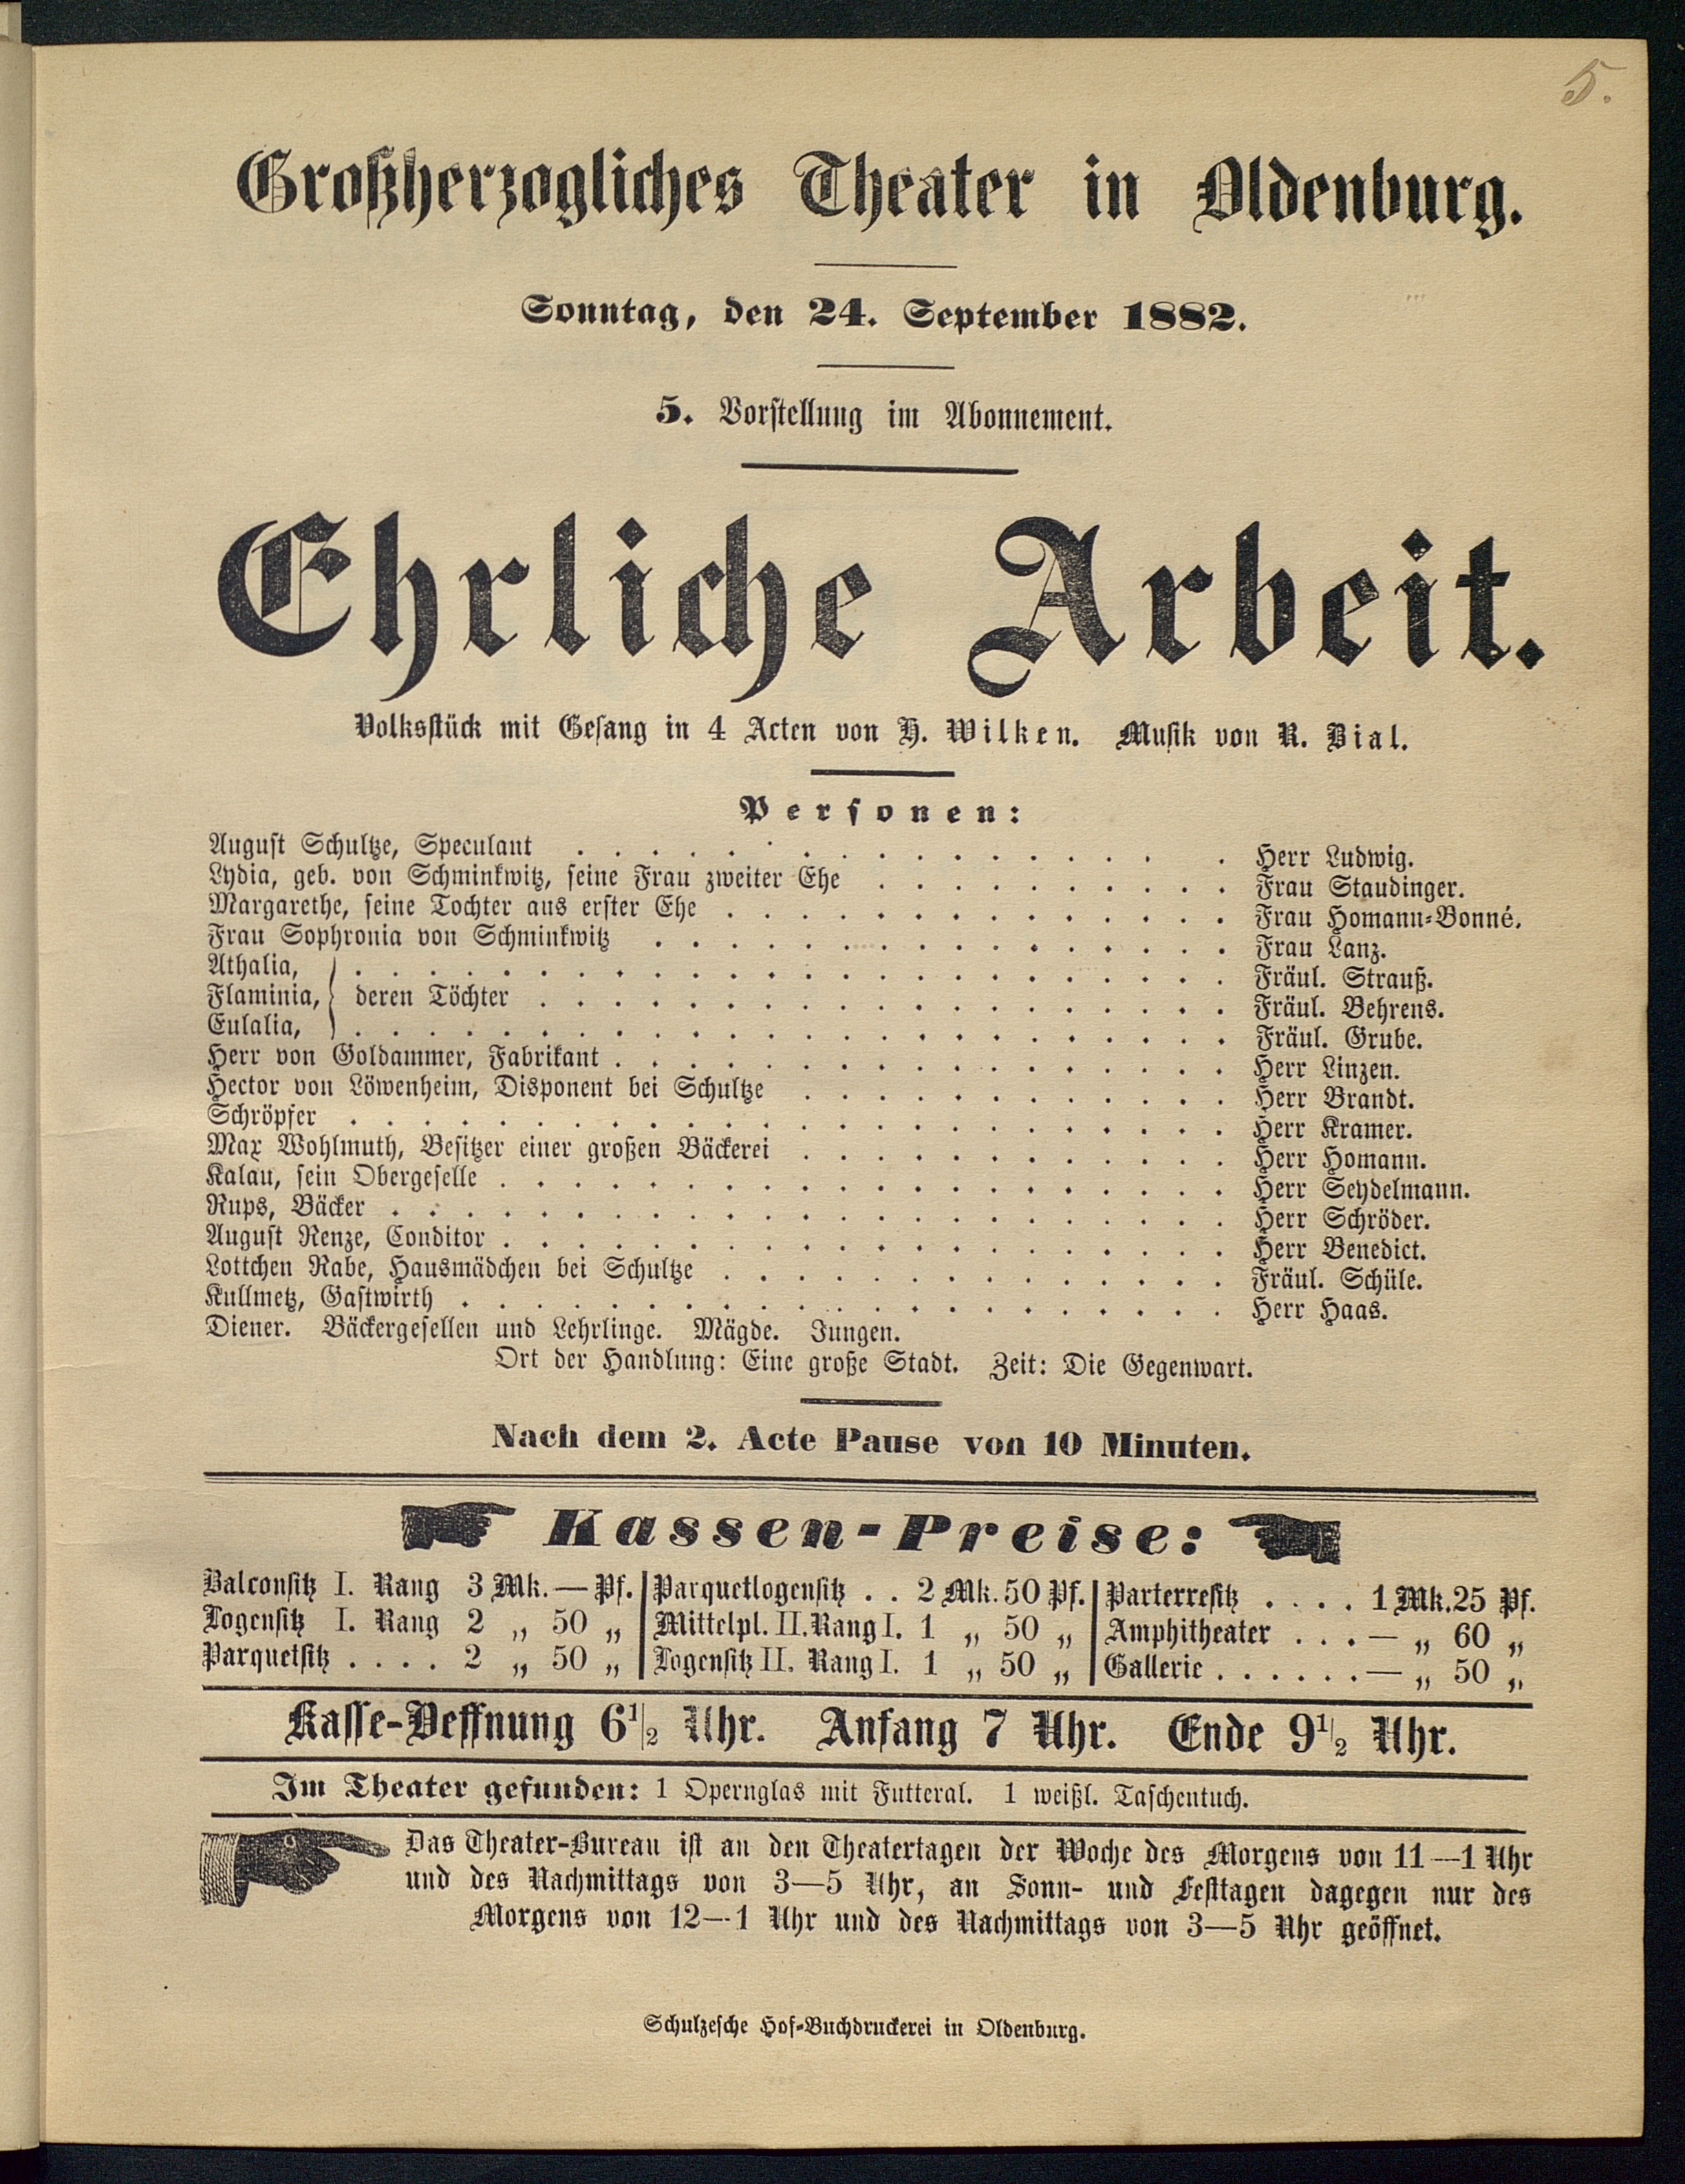 5.
Großherzogliches Theater in Oldenburg.
Sonntag, den 24. September 1882.
5. Vorstellung im Abonnement.
Ehrliche Arbeit.
Volksstück mit Gesang in 4 Acten von H. Wilken. Musik von R. Bial.
Personen:
August Schultze, Speculant . . . . . . . . . . . . . . . . Herr Ludwig.
Lydia, geb. von Schminkwitz, seine Frau zweiter Ehe . . . . . . . . . . Frau Staudinger.
Margarethe, seine Tochter aus erster Ehe . . . . . . . . . . . . . . Frau Homann-Bonné.
Frau Sophronia von Schminkwitz . . . . . . . . . . . . . . . . Frau Lanz.
Athalia, . . . . . . . . . . . . . . . . . . . . . . . . Fräul. Strauß.
Flaminia, deren Töchter . . . . . . . . . . . . . . . . . . . Fräul. Behrens.
Eulalia, . . . . . . . . . . . . . . . . . . . . . . . . Fräul. Grube.
Herr von Goldammer, Fabrikant . . . . . . . . . . . . . . . . . Herr Linzen.
Hector von Löwenheim, Disponent bei Schultze . . . . . . . . . . . . Herr Brandt.
Schröpfer . . . . . . . . . . . . . . . . . . . . . . . . Herr Kramer.
Max Wohlmuth, Besitzer einer großen Bäckerei . . . . . . . . . . . . Herr Homann.
Kalau, sein Obergeselle . . . . . . . . . . . . . . . . . . . . Herr Seydelmann.
Rups, Bäcker . . . . . . . . . . . . . . . . . . . . . . . Herr Schröder.
August Renze, Conditor . . . . . . . . . . . . . . . . . . . . Herr Benedict.
Lottchen Rabe, Hausmädchen bei Schultze . . . . . . . . . . . . . . Fräul. Schüle.
Kullmetz, Gastwirth . . . . . . . . . . . . . . . . . . . . . Herr Haas.
Diener. Bäckergesellen und Lehrlinge. Mägde. Jungen.
Ort der Handlung: Eine große Stadt. Zeit: Die Gegenwart.
Nach dem 2. Acte Pause von 10 Minuten.
Kassen-Preise:
Balconsitz I. Rang 3 Mk. — Pf. Parquetlogensitz . . 2 Mk. 50 Pf. Parterresitz . . . . 1 Mk. 25 Pf.
Logensitz I. Rang 2 „ 50 „ Mittelpl. II. Rang I. 1 „ 50 „ Amphitheater . . . — „ 60 „
Parquetsitz . . . . 2 „ 50 „ Logensitz II. Rang I. 1 „ 50 „ Gallerie . . . . . . — „ 50 „
Kasse-Oeffnung 6½ Uhr. Anfang 7 Uhr. Ende 9½ Uhr.
Im Theater gefunden: 1 Opernglas mit Futteral. 1 weißl. Taschentuch.
Das Theater-Bureau ist an den Theatertagen der Woche des Morgens von 11—1 Uhr
und des Nachmittags von 3—5 Uhr, an Sonn- und Festtagen dagegen nur des
Morgens von 12—1 Uhr und des Nachmittags von 3—5 Uhr geöffnet.
Schulzesche Hof-Buchdruckerei in Oldenburg.